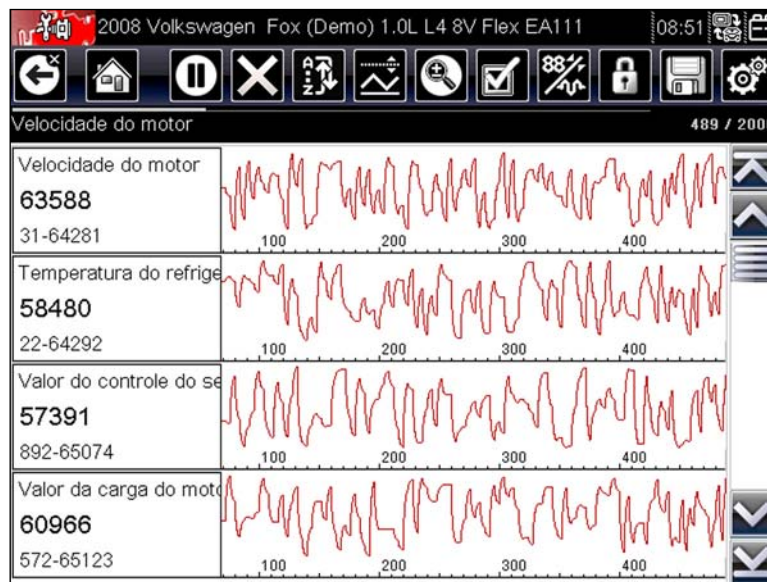 2008 Volkswagen Fox (Demo) 1.0L L4 8V Flex EA111 08:51
A Z
88
Velocidade do motor 489 / 200
Velocidade do motor
63588
31-64281
100 200 300 400
Temperatura do refrige
58480
22-64292
100 200 300 400
Valor do controle do se
57391
892-65074
100 200 300 400
Valor da carga do moto
60966
572-65123
100 200 300 400